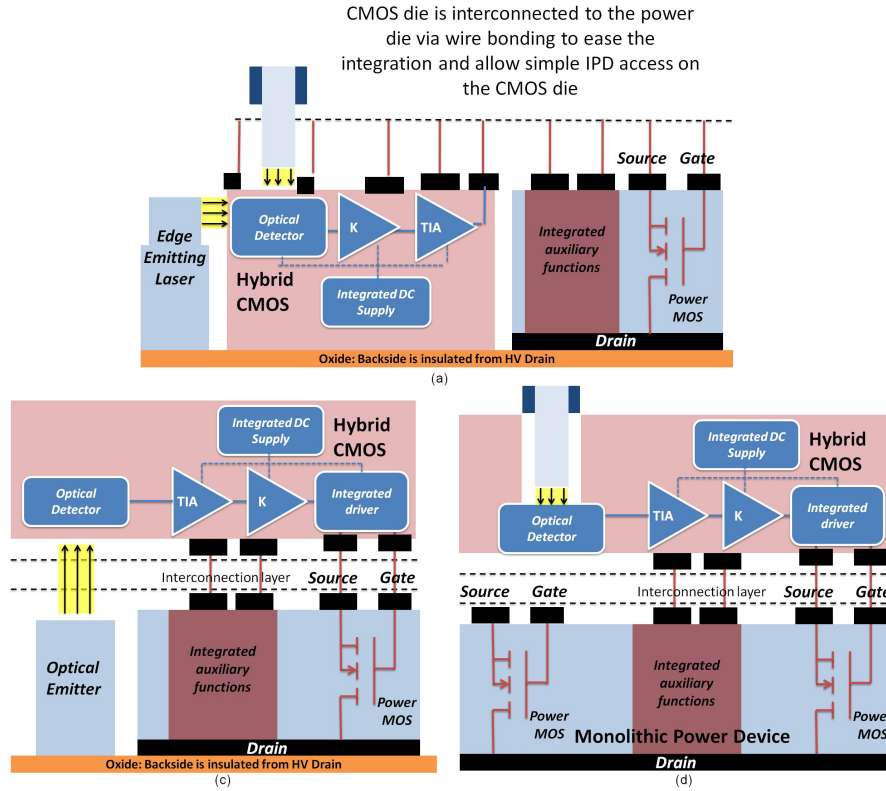 CMOS die is interconnected to the power
die via wire bonding to ease the
integration and allow simple IPD access on
the CMOS die
Source Gate
Optical
Detector
K
TIA
Edge
Emitting
Laser
Hybrid
CMOS
Integrated DC
Supply
Integrated
auxiliary
functions
Power
MOS
Drain
Oxide: Backside is insulated from HV Drain
(a)
Integrated DC
Supply
Hybrid
CMOS
Optical
Detector
TIA
K
Integrated
driver
Interconnection layer
Source Gate
Optical
Emitter
Integrated
auxiliary
functions
Power
MOS
Drain
Oxide: Backside is insulated from HV Drain
(c)
Integrated DC
Supply
Hybrid
CMOS
Optical
Detector
TIA
K
Integrated
driver
Source Gate
Interconnection layer
Source Gate
Power
MOS
Integrated
auxiliary
functions
Power
MOS
Monolithic Power Device
Drain
(d)